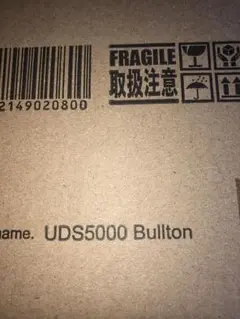 FRAGILE
取扱注意
2149020800
name. UDS5000 Bullton